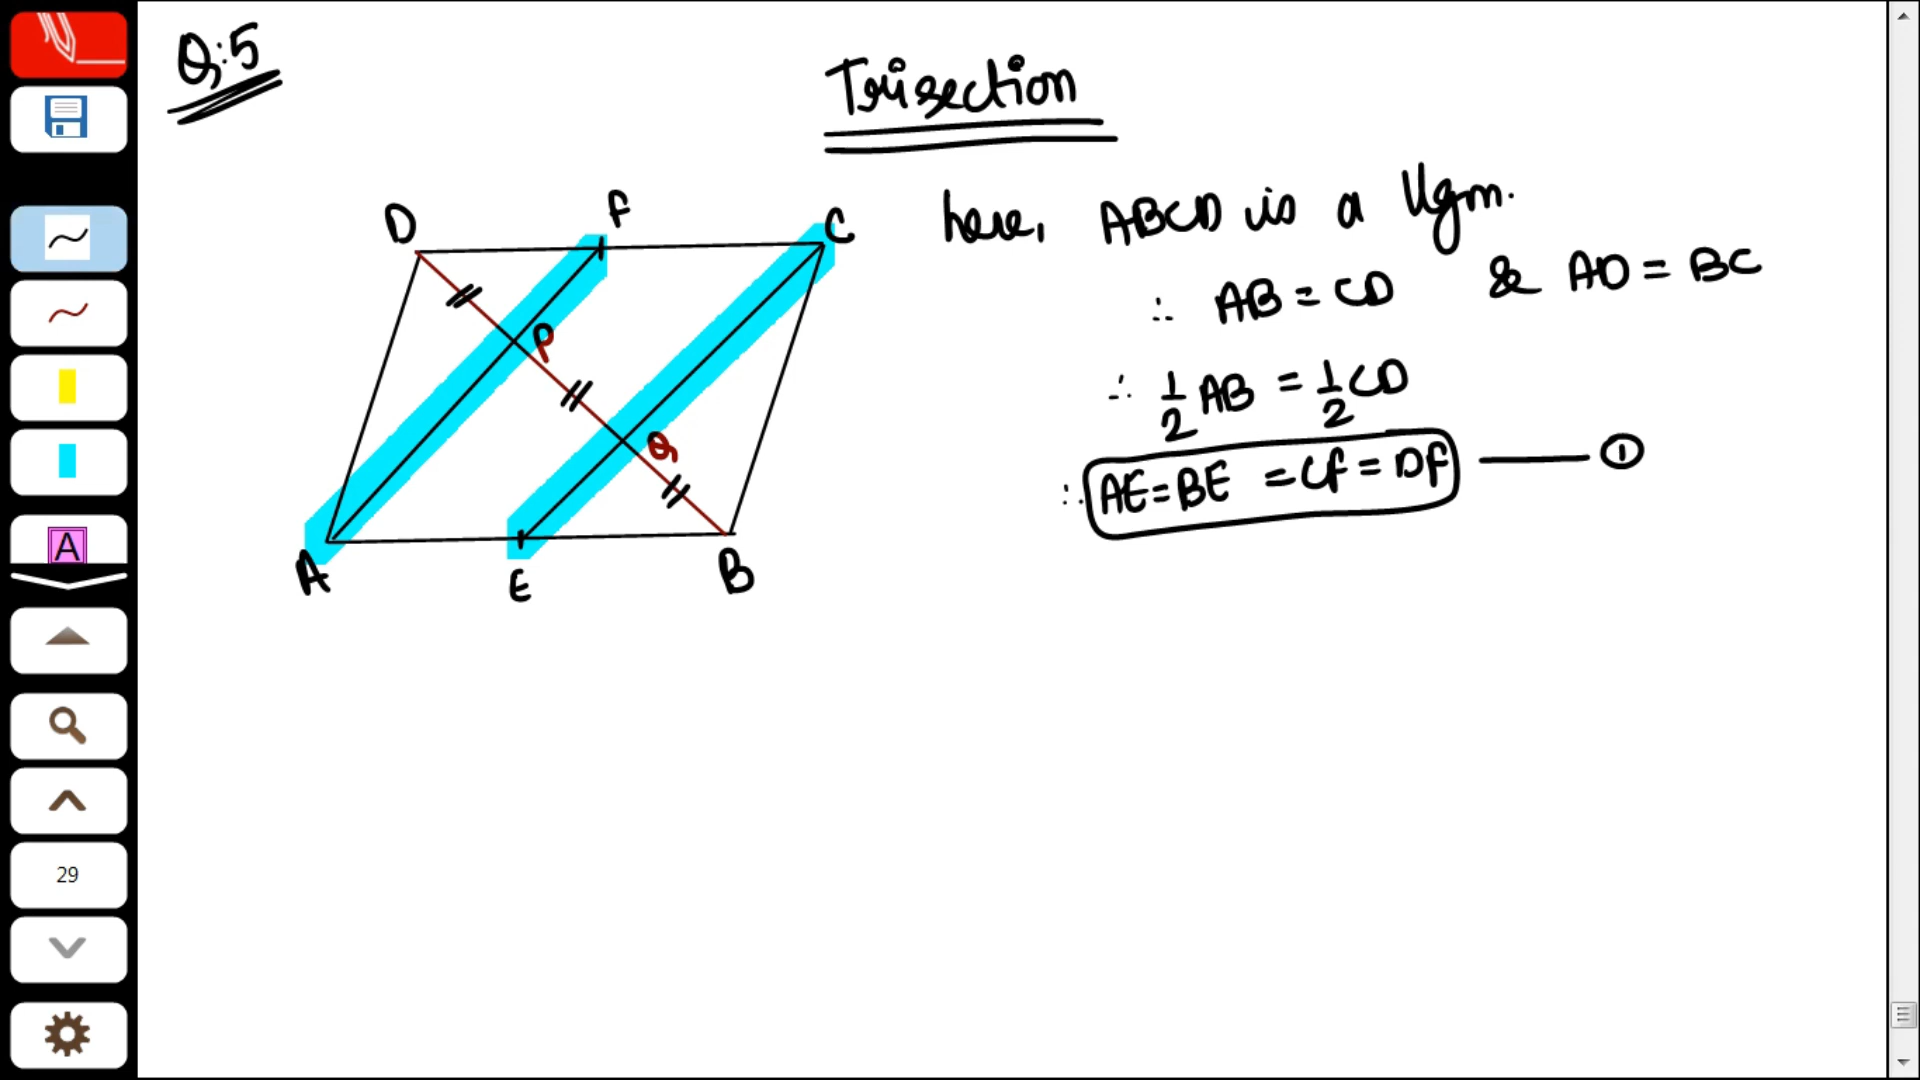 Q:5
Trisection
D F C
here, ABCD is a ||gm.
∴ AB = CD & AD = BC
P
∴ 1/2 AB = 1/2 CD
Q
∴ AE = BE = CF = DF ——— ①
A E B
A
29